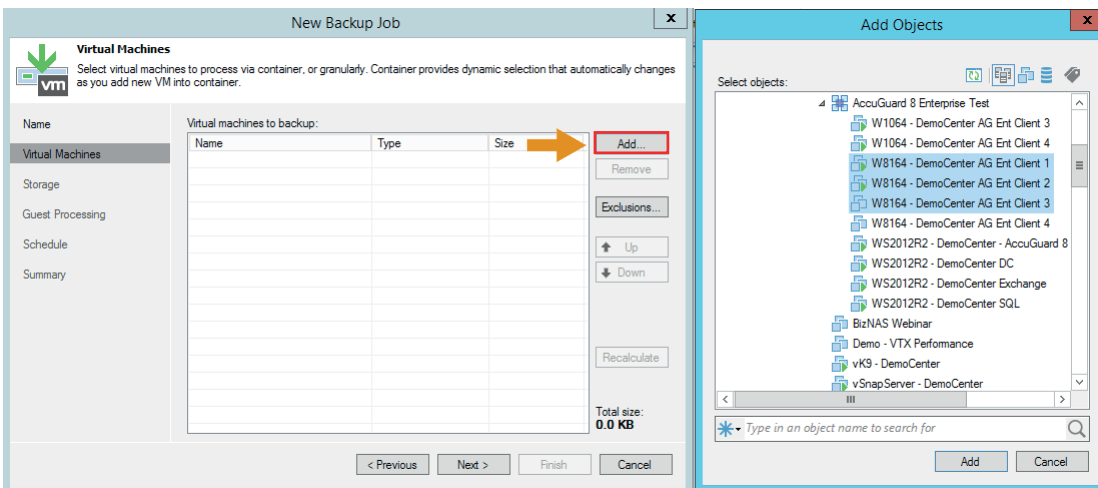 New Backup Job
x
Virtual Machines
Select virtual machines to process via container, or granularly. Container provides dynamic selection that automatically changes
as you add new VM into container.
vm
Name
Virtual Machines
Storage
Guest Processing
Schedule
Summary
Virtual machines to backup:
Name Type Size
Add...
Remove
Exclusions...
Up
Down
Recalculate
Total size:
0.0 KB
< Previous Next > Finish Cancel
Add Objects
x
Select objects:
AccuGuard 8 Enterprise Test
W1064 - DemoCenter AG Ent Client 3
W1064 - DemoCenter AG Ent Client 4
W8164 - DemoCenter AG Ent Client 1
W8164 - DemoCenter AG Ent Client 2
W8164 - DemoCenter AG Ent Client 3
W8164 - DemoCenter AG Ent Client 4
WS2012R2 - DemoCenter - AccuGuard 8
WS2012R2 - DemoCenter DC
WS2012R2 - DemoCenter Exchange
WS2012R2 - DemoCenter SQL
BizNAS Webinar
Demo - VTX Performance
vK9 - DemoCenter
vSnapServer - DemoCenter
Type in an object name to search for
Add Cancel